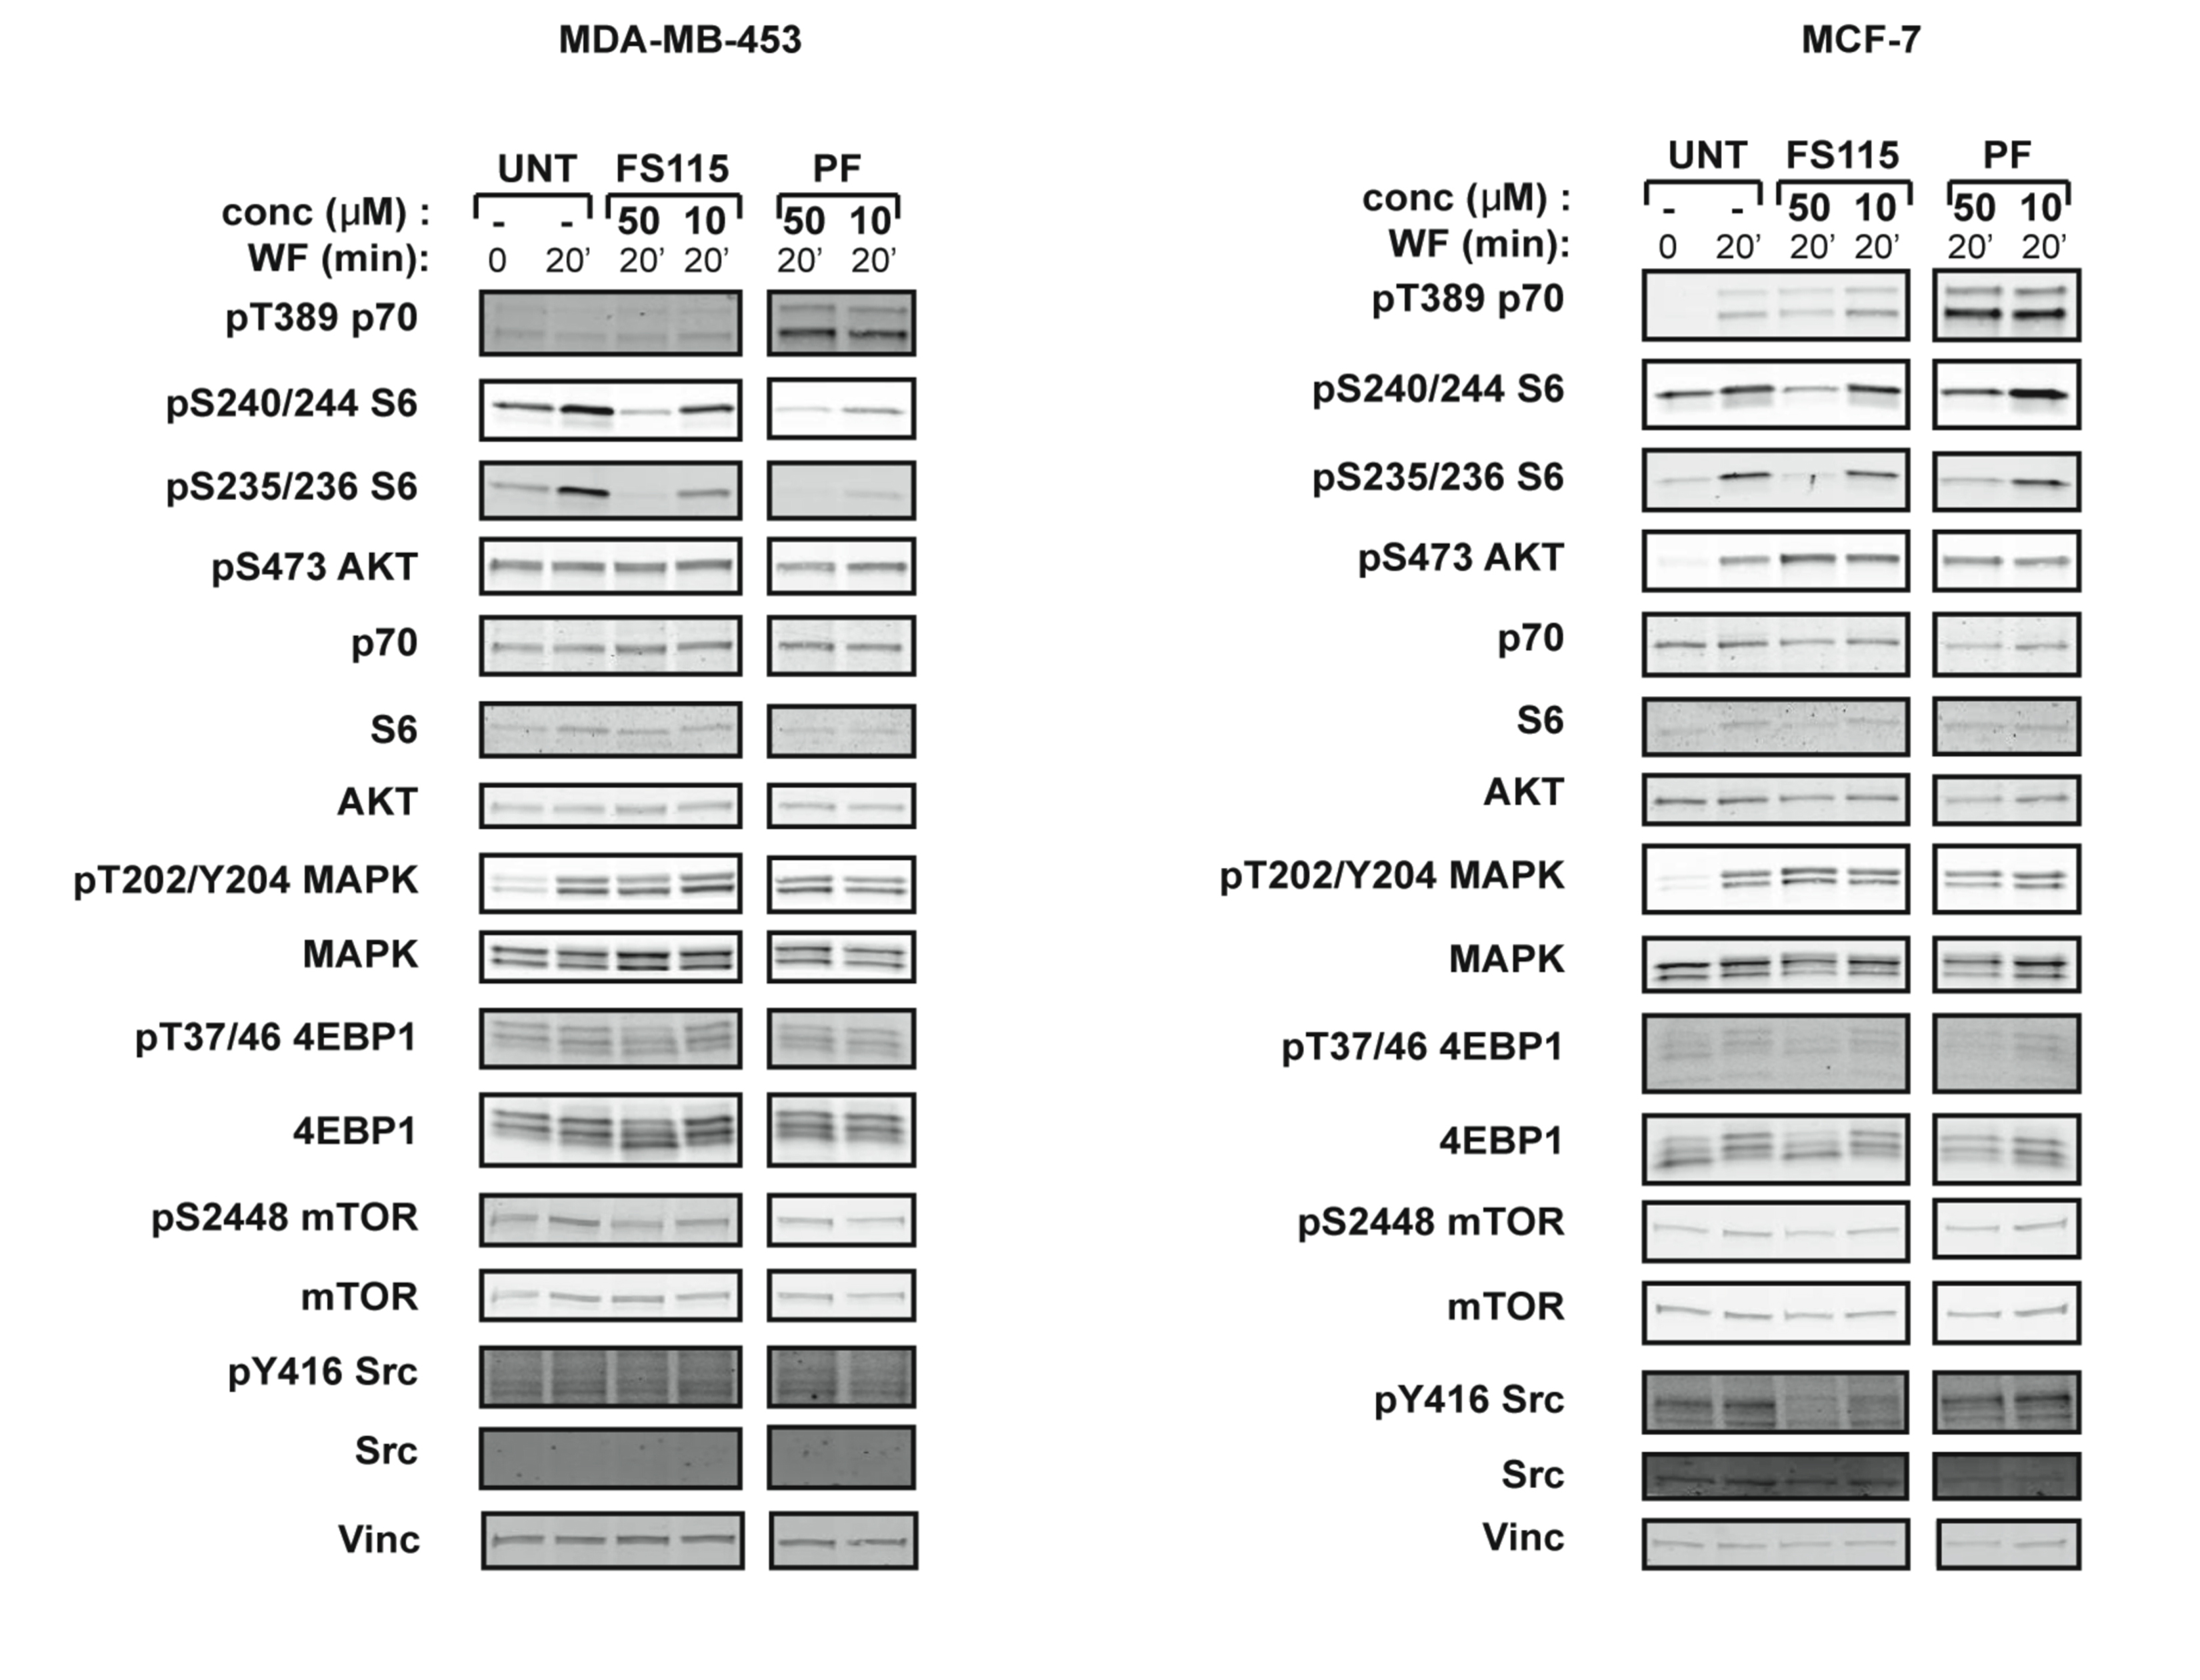 MDA-MB-453
UNT FS115 PF
conc (μM) : - - 50 10 50 10
WF (min): 0 20’ 20’ 20’ 20’ 20’
pT389 p70
pS240/244 S6
pS235/236 S6
pS473 AKT
p70
S6
AKT
pT202/Y204 MAPK
MAPK
pT37/46 4EBP1
4EBP1
pS2448 mTOR
mTOR
pY416 Src
Src
Vinc
MCF-7
UNT FS115 PF
conc (μM) : - - 50 10 50 10
WF (min): 0 20’ 20’ 20’ 20’ 20’
pT389 p70
pS240/244 S6
pS235/236 S6
pS473 AKT
p70
S6
AKT
pT202/Y204 MAPK
MAPK
pT37/46 4EBP1
4EBP1
pS2448 mTOR
mTOR
pY416 Src
Src
Vinc